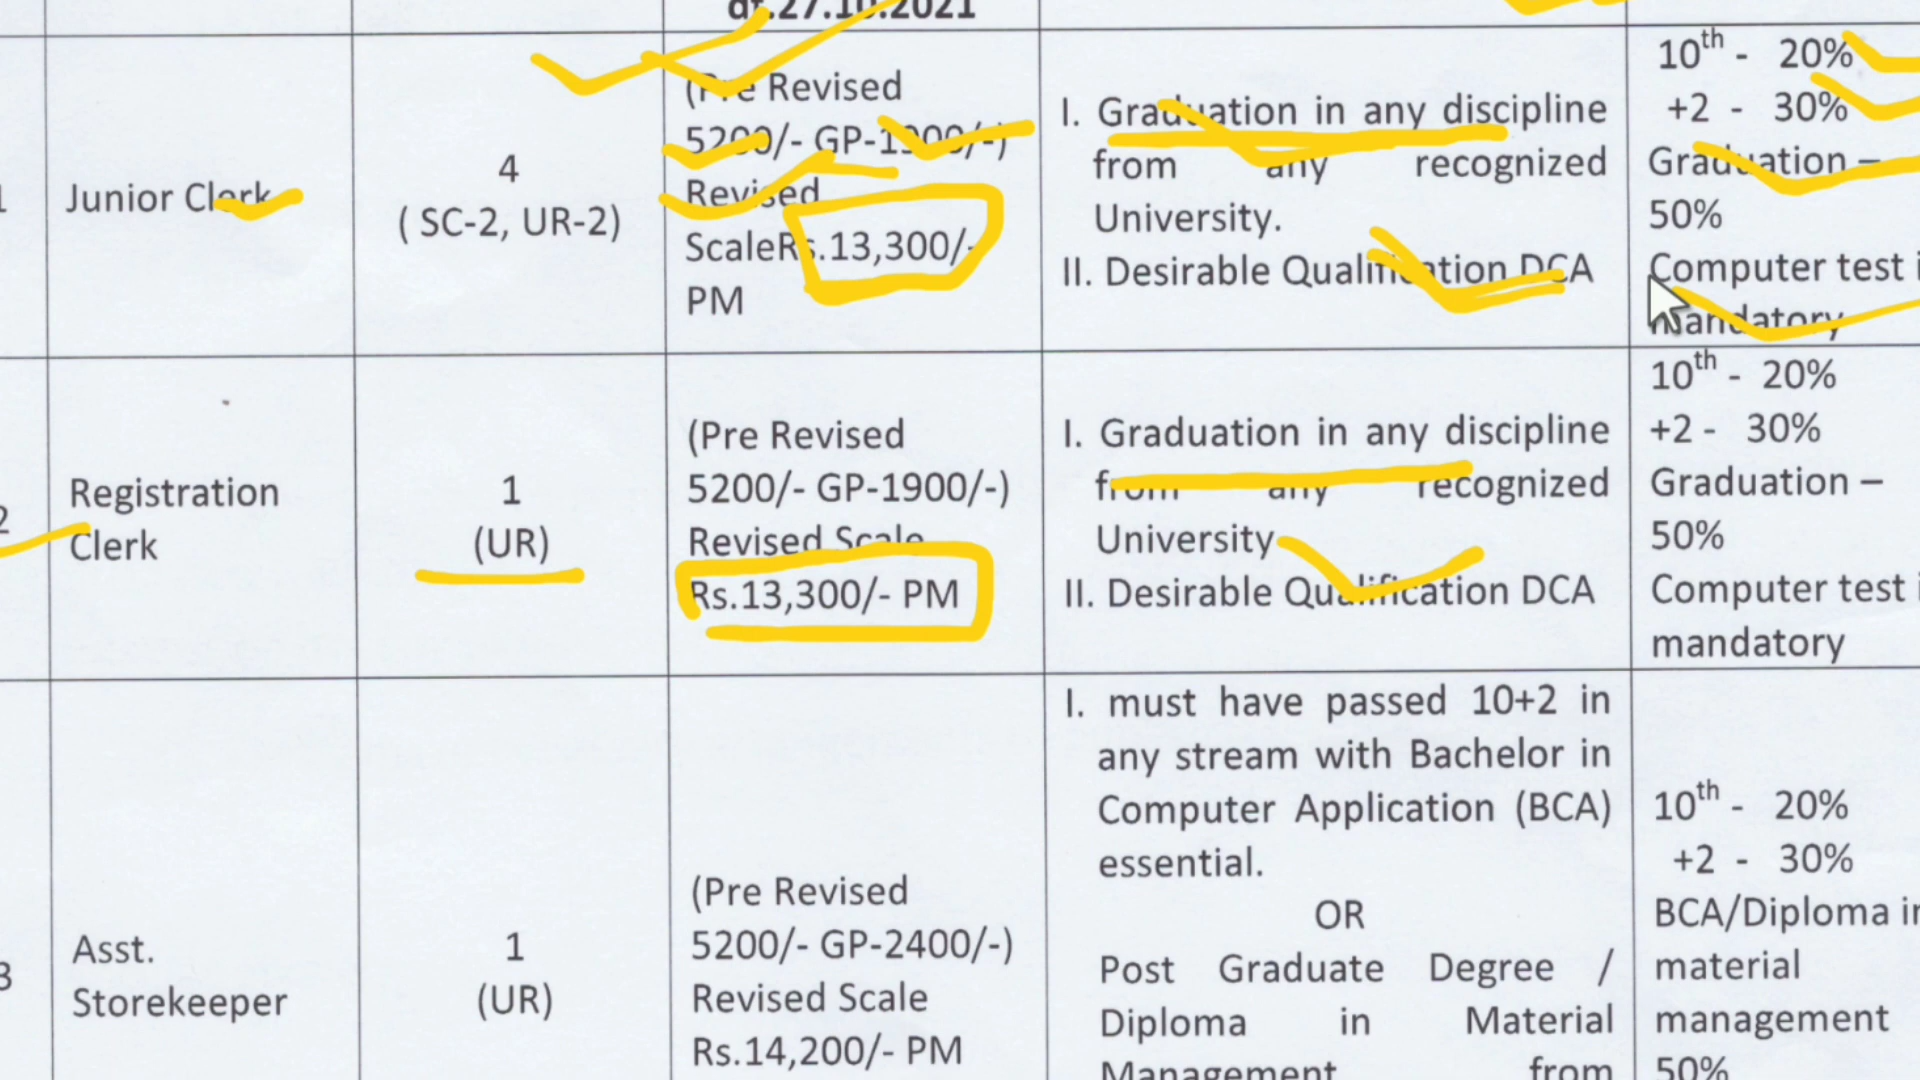 dt.27.10.2021
1
Junior Clerk
4
( SC-2, UR-2)
(Pre Revised
5200/- GP-1900/-)
Revised
ScaleRs.13,300/-
PM
I. Graduation in any discipline
from any recognized
University.
II. Desirable Qualification DCA
10th - 20%
+2 - 30%
Graduation –
50%
Computer test i
mandatory
2
Registration
Clerk
1
(UR)
(Pre Revised
5200/- GP-1900/-)
Revised Scale
Rs.13,300/- PM
I. Graduation in any discipline
from any recognized
University
II. Desirable Qualification DCA
10th - 20%
+2 - 30%
Graduation –
50%
Computer test i
mandatory
3
Asst.
Storekeeper
1
(UR)
(Pre Revised
5200/- GP-2400/-)
Revised Scale
Rs.14,200/- PM
I. must have passed 10+2 in
any stream with Bachelor in
Computer Application (BCA)
essential.
OR
Post Graduate Degree /
Diploma in Material
Management from
10th - 20%
+2 - 30%
BCA/Diploma in
material
management
50%